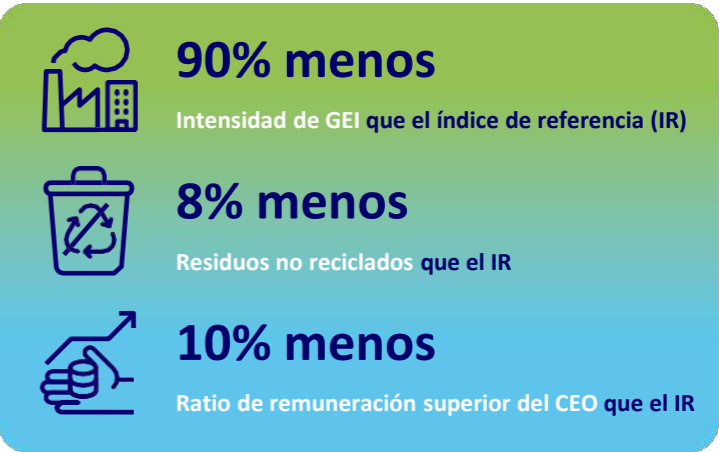 90% menos
Intensidad de GEI que el índice de referencia (IR)
8% menos
Residuos no reciclados que el IR
10% menos
Ratio de remuneración superior del CEO que el IR